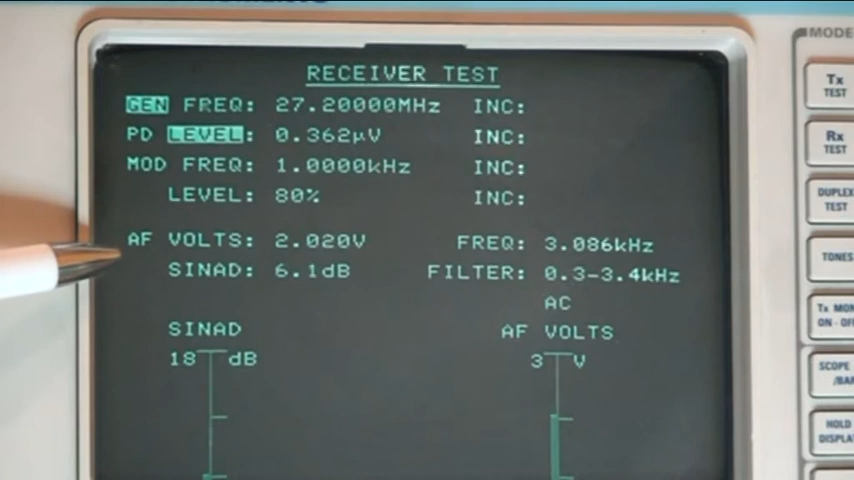 RECEIVER TEST
GEN FREQ: 27.20000MHz INC:
PD LEVEL: 0.362µV INC:
MOD FREQ: 1.0000kHz INC:
LEVEL: 80% INC:
AF VOLTS: 2.020V FREQ: 3.086kHz
SINAD: 6.1dB FILTER: 0.3-3.4kHz
AC
SINAD AF VOLTS
18 dB 3 V
MODE
Tx
TEST
Rx
TEST
DUPLEX
TEST
TONES
Tx MON
ON - OFF
SCOPE
/BAR
HOLD
DISPLAY